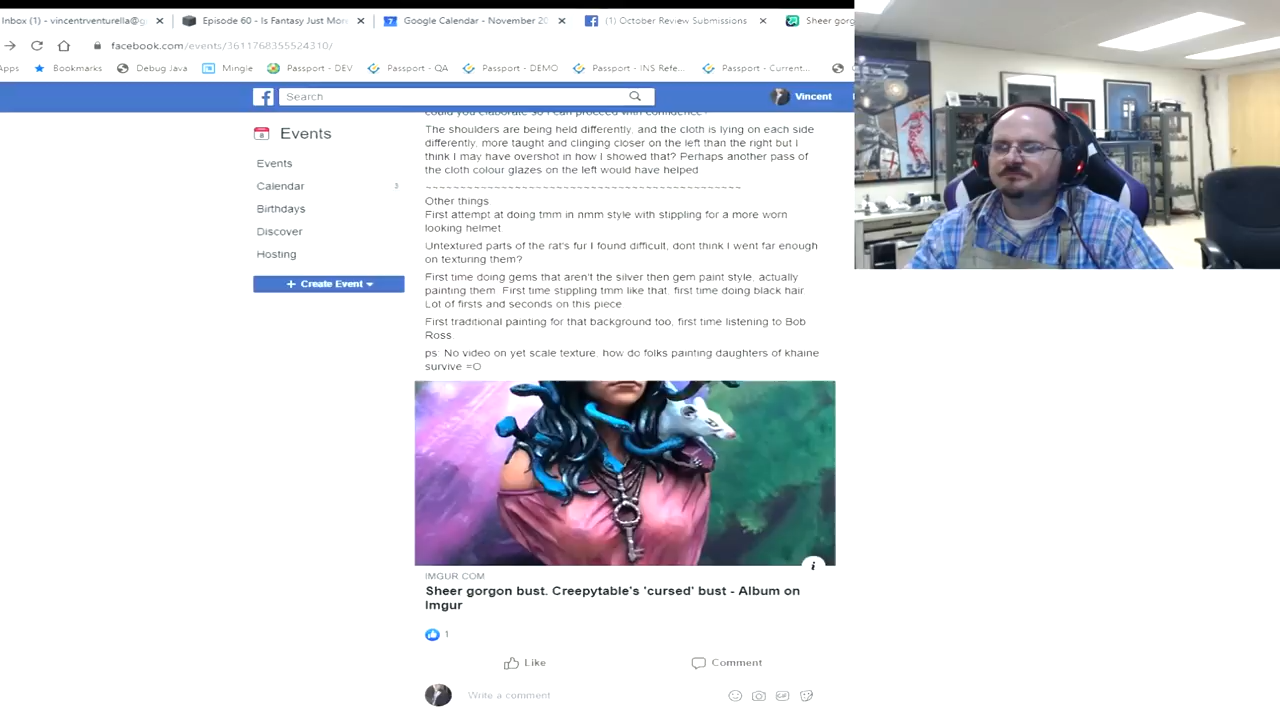 Inbox (1) - vincentrventurella@g
Episode 60 - Is Fantasy Just Mor
Google Calendar - November 20
(1) October Review Submissions
Sheer gorg
facebook.com/events/3611768355524310/
Apps
Bookmarks
Debug Java
Mingle
Passport - DEV
Passport - QA
Passport - DEMO
Passport - INS Refe...
Passport - Current...
Search
Vincent
Events
Events
Calendar 3
Birthdays
Discover
Hosting
+ Create Event
could you elaborate so I can proceed with confidence?
The shoulders are being held differently, and the cloth is lying on each side
differently, more taught and clinging closer on the left than the right but I
think I may have overshot in how I showed that? Perhaps another pass of
the cloth colour glazes on the left would have helped
~~~~~~~~~~~~~~~~~~~~~~~~~~~~~~~~~~~~~~~~~~~~~
Other things
First attempt at doing tmm in nmm style with stippling for a more worn
looking helmet
Untextured parts of the rat's fur I found difficult, dont think I went far enough
on texturing them?
First time doing gems that aren't the silver then gem paint style, actually
painting them. First time stippling tmm like that. first time doing black hair
Lot of firsts and seconds on this piece
First traditional painting for that background too, first time listening to Bob
Ross
ps No video on yet scale texture, how do folks painting daughters of khaine
survive =O
i
IMGUR.COM
Sheer gorgon bust. Creepytable's 'cursed' bust - Album on
Imgur
1
Like
Comment
Write a comment
GIF